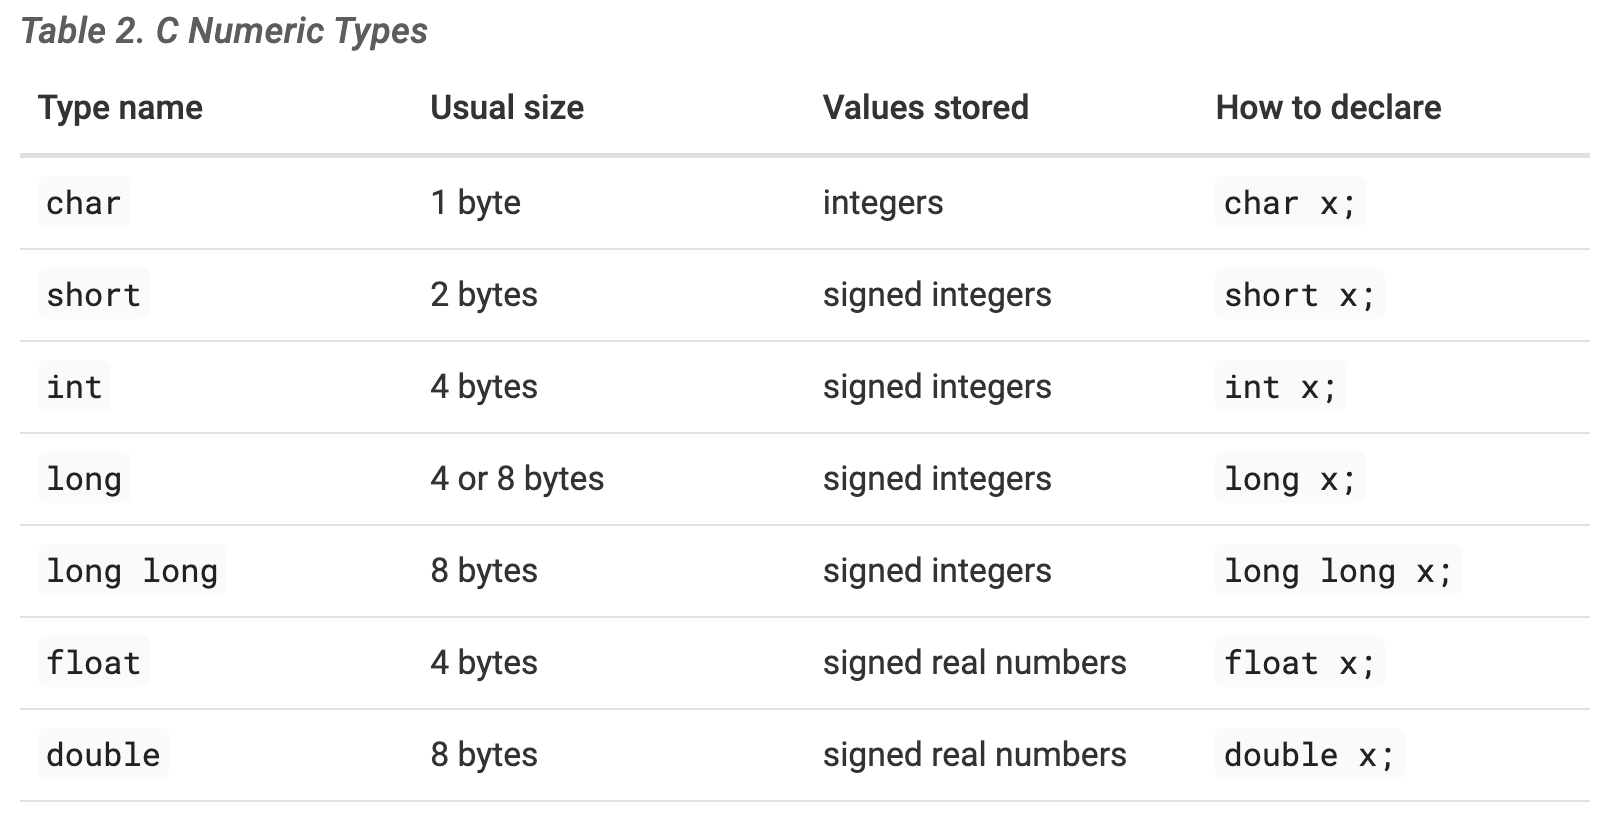 Table 2. C Numeric Types
Type name Usual size Values stored How to declare
char 1 byte integers char x;
short 2 bytes signed integers short x;
int 4 bytes signed integers int x;
long 4 or 8 bytes signed integers long x;
long long 8 bytes signed integers long long x;
float 4 bytes signed real numbers float x;
double 8 bytes signed real numbers double x;